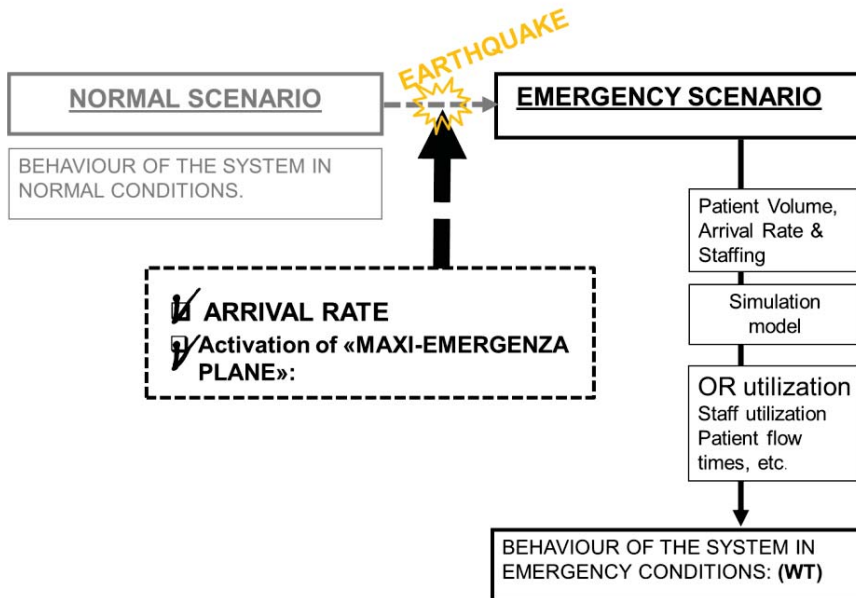 EARTHQUAKE
NORMAL SCENARIO
EMERGENCY SCENARIO
BEHAVIOUR OF THE SYSTEM IN
NORMAL CONDITIONS.
Patient Volume,
Arrival Rate &
Staffing
ARRIVAL RATE
Activation of «MAXI-EMERGENZA
PLANE»:
Simulation
model
OR utilization
Staff utilization
Patient flow
times, etc.
BEHAVIOUR OF THE SYSTEM IN
EMERGENCY CONDITIONS: (WT)